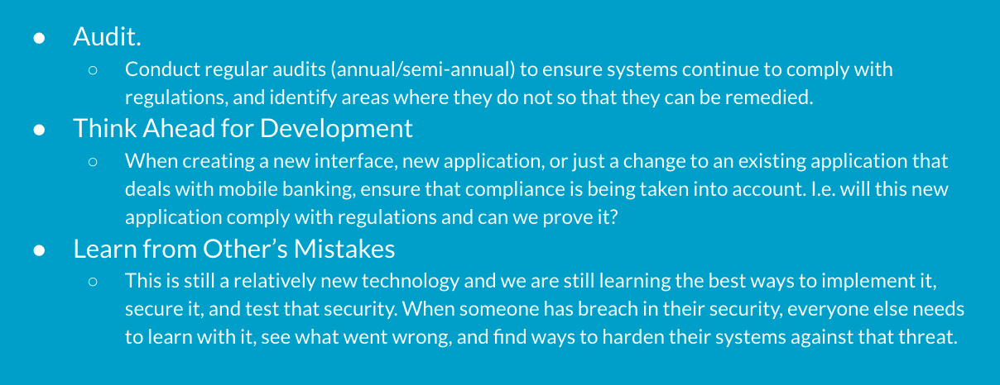 ● Audit.
○ Conduct regular audits (annual/semi-annual) to ensure systems continue to comply with
regulations, and identify areas where they do not so that they can be remedied.
● Think Ahead for Development
○ When creating a new interface, new application, or just a change to an existing application that
deals with mobile banking, ensure that compliance is being taken into account. I.e. will this new
application comply with regulations and can we prove it?
● Learn from Other’s Mistakes
○ This is still a relatively new technology and we are still learning the best ways to implement it,
secure it, and test that security. When someone has breach in their security, everyone else needs
to learn with it, see what went wrong, and find ways to harden their systems against that threat.